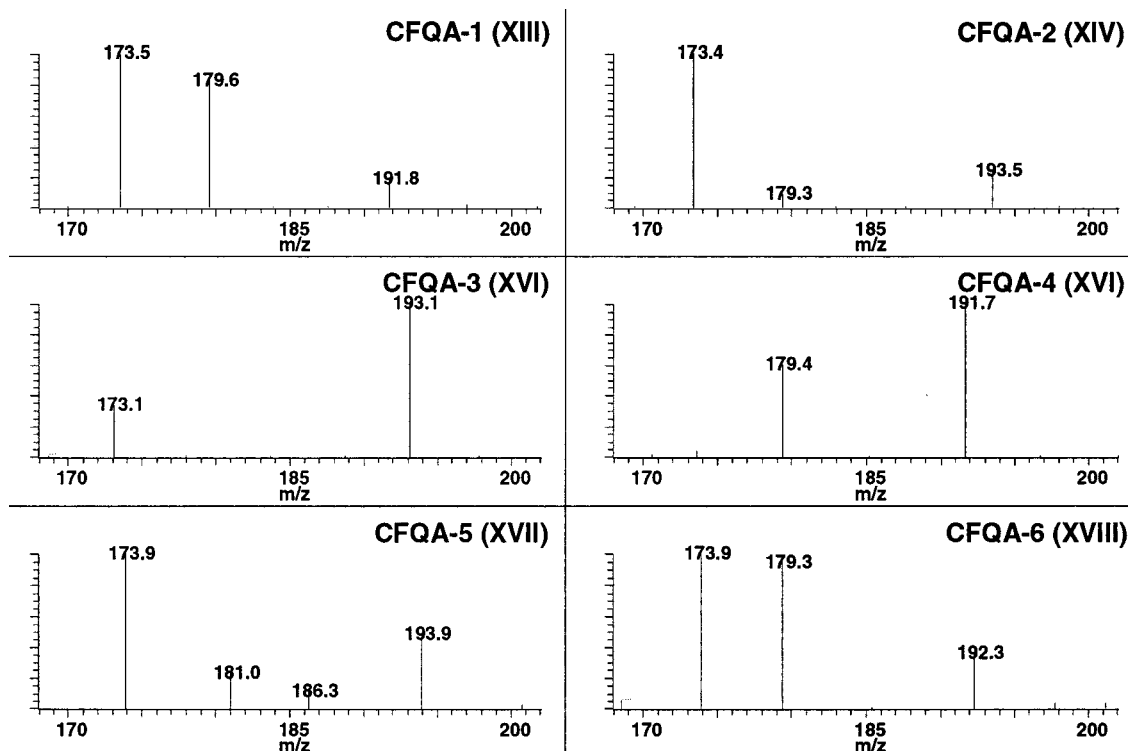 CFQA-1 (XIII)
173.5
179.6
191.8
170 185 200
m/z
CFQA-2 (XIV)
173.4
179.3
193.5
170 185 200
m/z
CFQA-3 (XVI)
193.1
173.1
170 185 200
m/z
CFQA-4 (XVI)
191.7
179.4
170 185 200
m/z
CFQA-5 (XVII)
173.9
181.0
186.3
193.9
170 185 200
m/z
CFQA-6 (XVIII)
173.9
179.3
192.3
170 185 200
m/z